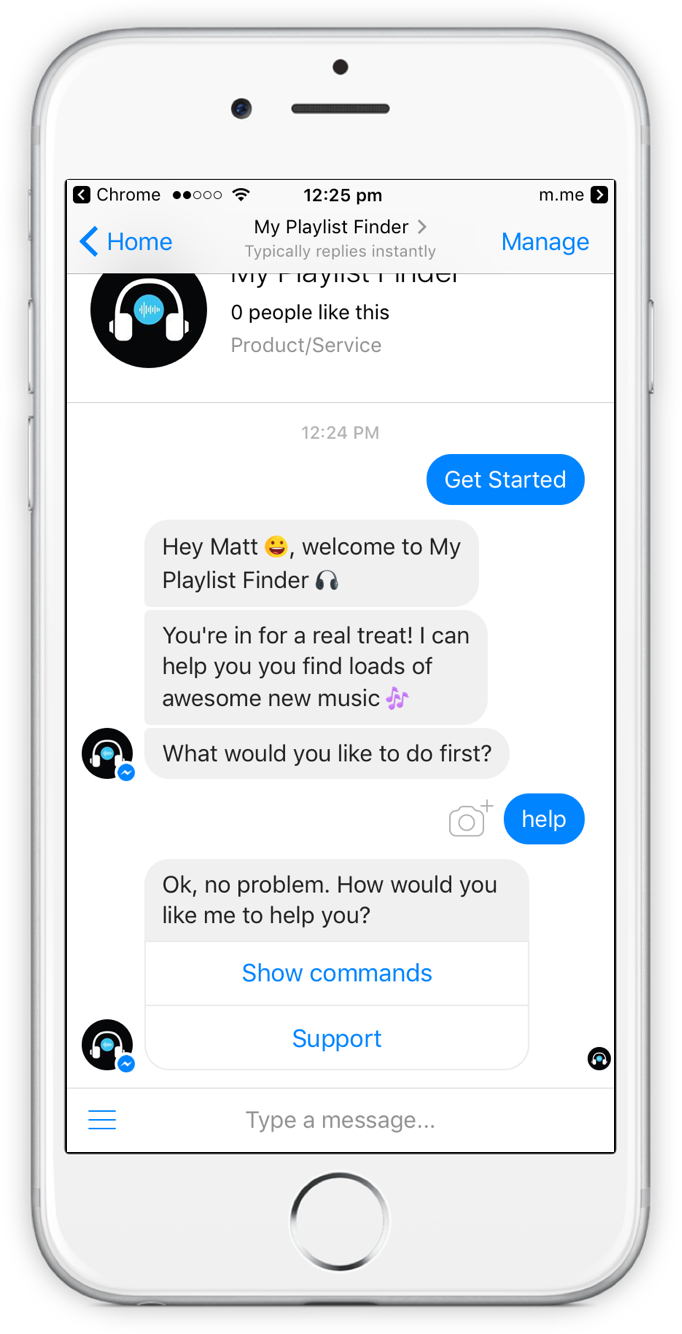 Chrome 12:25 pm m.me
Home My Playlist Finder Manage
Typically replies instantly
My Playlist Finder
0 people like this
Product/Service
12:24 PM
Get Started
Hey Matt 😀, welcome to My
Playlist Finder 🎧
You're in for a real treat! I can
help you you find loads of
awesome new music 🎶
What would you like to do first?
help
Ok, no problem. How would you
like me to help you?
Show commands
Support
Type a message...